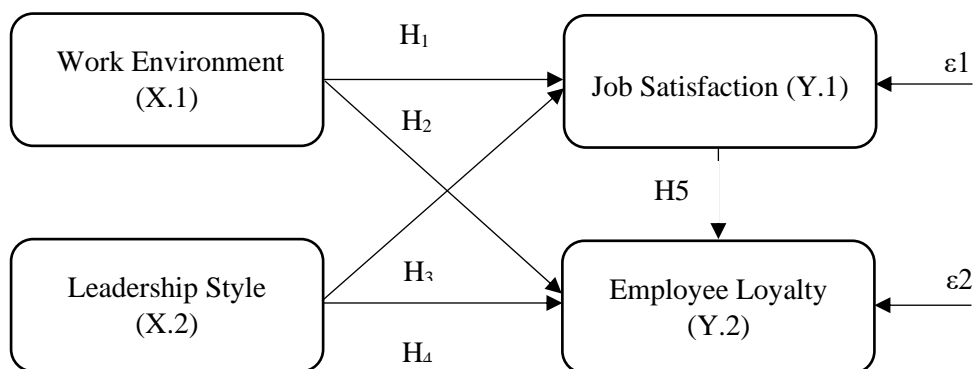 H₁
Work Environment
(X.1)
Job Satisfaction (Y.1)
ε1
H₂
H5
H₃
Leadership Style
(X.2)
Employee Loyalty
(Y.2)
ε2
H₄